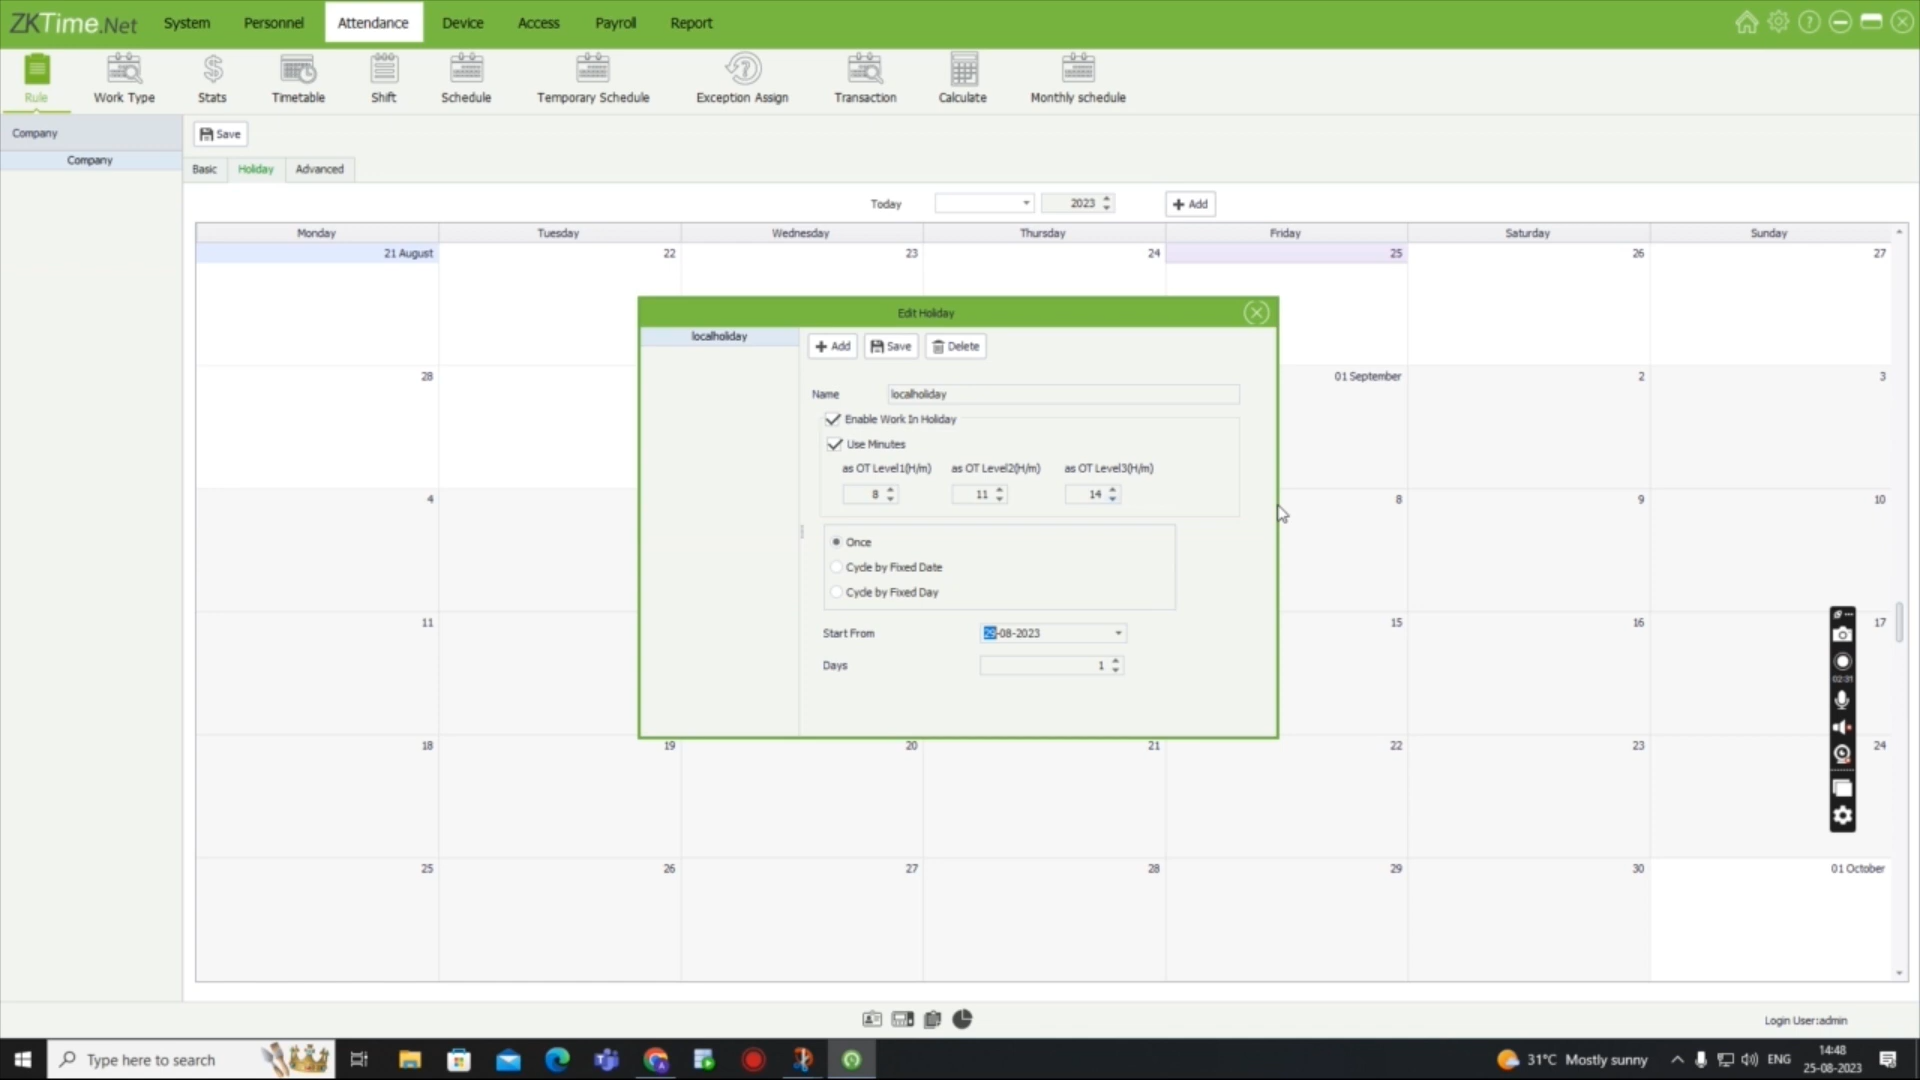 ZKTime.Net System Personnel Attendance Device Access Payroll Report
Rule Work Type Stats Timetable Shift Schedule Temporary Schedule Exception Assign Transaction Calculate Monthly schedule
Company
Company
Save
Basic Holiday Advanced
Today 2023 Add
Monday Tuesday Wednesday Thursday Friday Saturday Sunday
21 August 22 23 24 25 26 27
Edit Holiday
localholiday
Add Save Delete
Name localholiday
Enable Work In Holiday
Use Minutes
as OT Level1(H/m) as OT Level2(H/m) as OT Level3(H/m)
8 11 14
Once
Cycle by Fixed Date
Cycle by Fixed Day
Start From 29-08-2023
Days 1
28 01 September 2 3
4 8 9 10
11 15 16 17
02:31
18 19 20 21 22 23 24
25 26 27 28 29 30 01 October
Login User:admin
Type here to search
31°C Mostly sunny ENG 14:48
25-08-2023